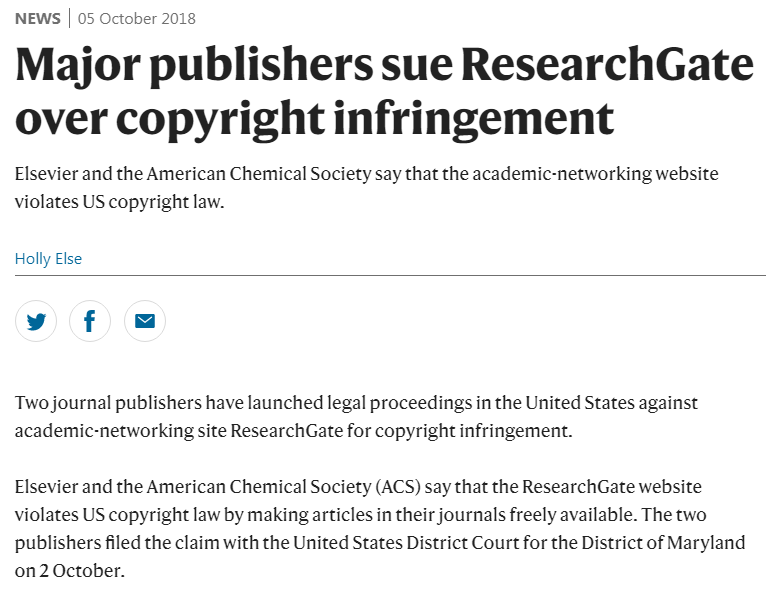 NEWS | 05 October 2018
Major publishers sue ResearchGate
over copyright infringement
Elsevier and the American Chemical Society say that the academic-networking website
violates US copyright law.
Holly Else
Two journal publishers have launched legal proceedings in the United States against
academic-networking site ResearchGate for copyright infringement.
Elsevier and the American Chemical Society (ACS) say that the ResearchGate website
violates US copyright law by making articles in their journals freely available. The two
publishers filed the claim with the United States District Court for the District of Maryland
on 2 October.